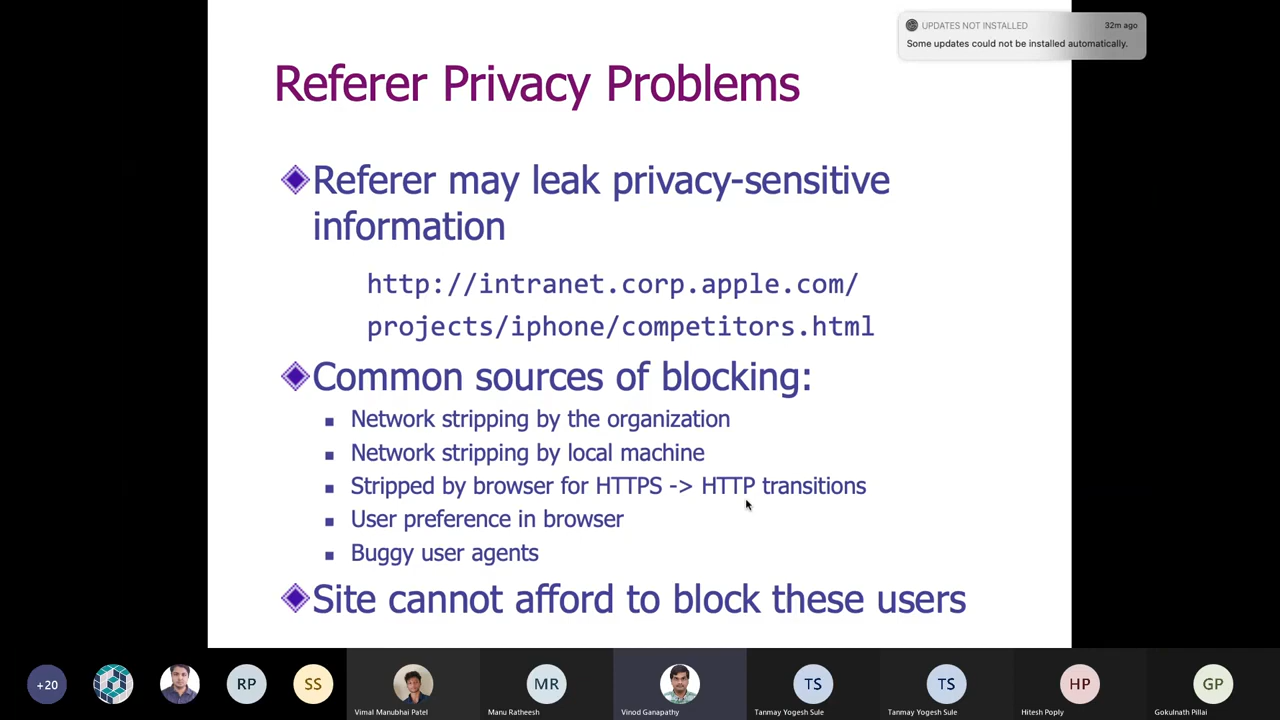 UPDATES NOT INSTALLED 32m ago
Some updates could not be installed automatically.
Referer Privacy Problems
Referer may leak privacy-sensitive
information
http://intranet.corp.apple.com/
projects/iphone/competitors.html
Common sources of blocking:
Network stripping by the organization
Network stripping by local machine
Stripped by browser for HTTPS -> HTTP transitions
User preference in browser
Buggy user agents
Site cannot afford to block these users
+20 RP SS MR TS TS HP GP
Vimal Manubhai Patel Manu Ratheesh Vinod Ganapathy Tanmay Yogesh Sule Tanmay Yogesh Sule Hitesh Poply Gokulnath Pillai